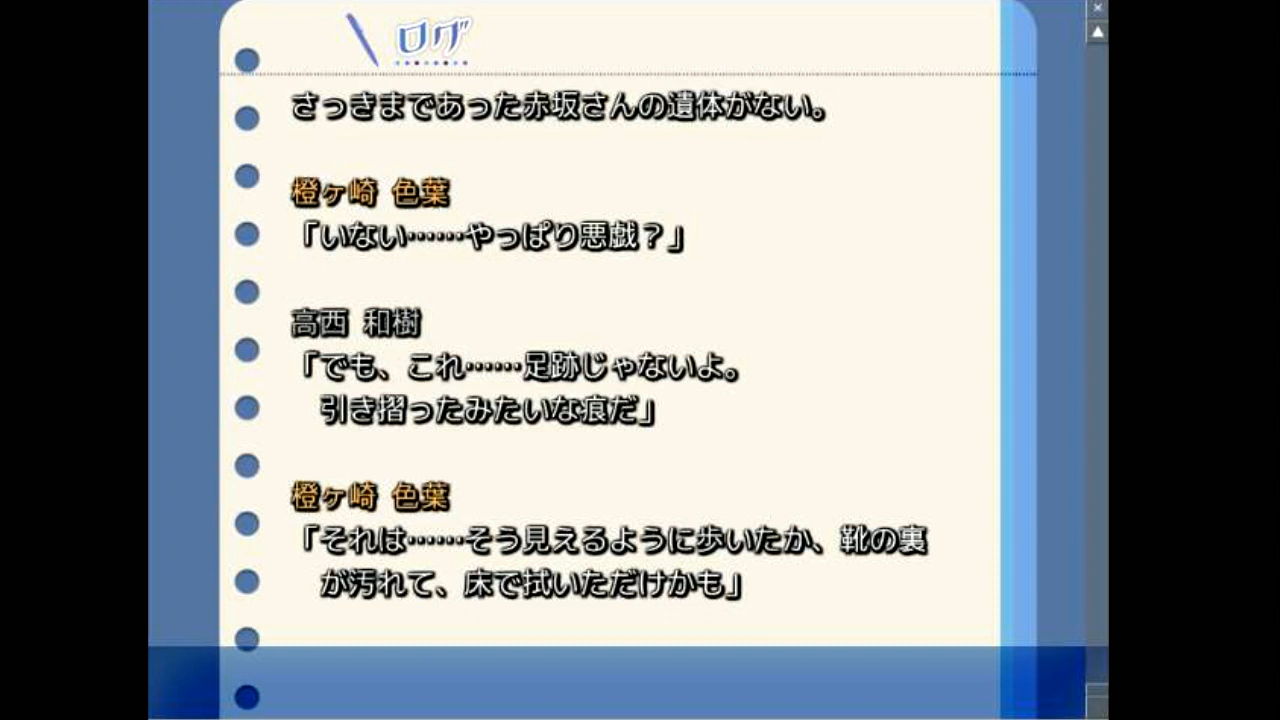 ログ
さっきまであった赤坂さんの遺体がない。
橙ヶ崎 色葉
「いない……やっぱり悪戯？」
高西 和樹
「でも、これ……足跡じゃないよ。
引き摺ったみたいな痕だ」
橙ヶ崎 色葉
「それは……そう見えるように歩いたか、靴の裏
が汚れて、床で拭いただけかも」